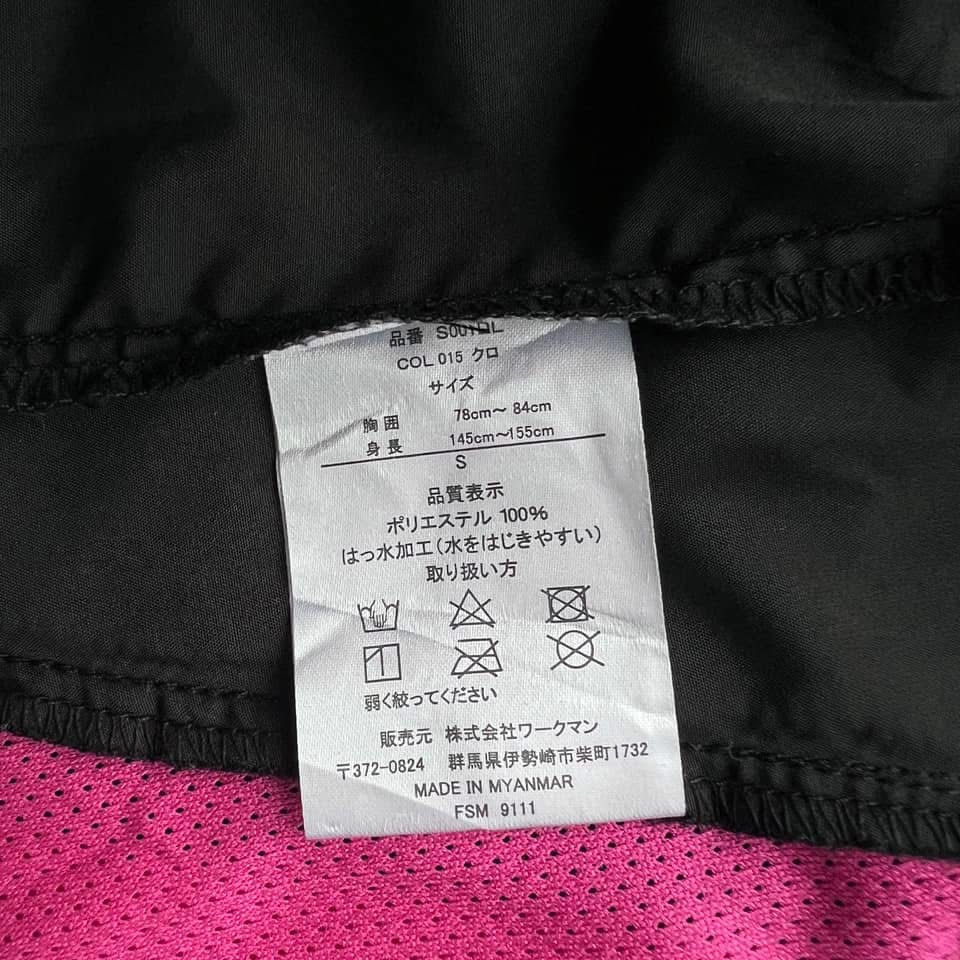 品番 S001DL
COL 015 クロ
サイズ
胸囲 78cm～ 84cm
身長 145cm～155cm
S
品質表示
ポリエステル 100%
はっ水加工(水をはじきやすい)
取り扱い方
弱く絞ってください
販売元 株式会社ワークマン
〒372-0824 群馬県伊勢崎市柴町1732
MADE IN MYANMAR
FSM 9111